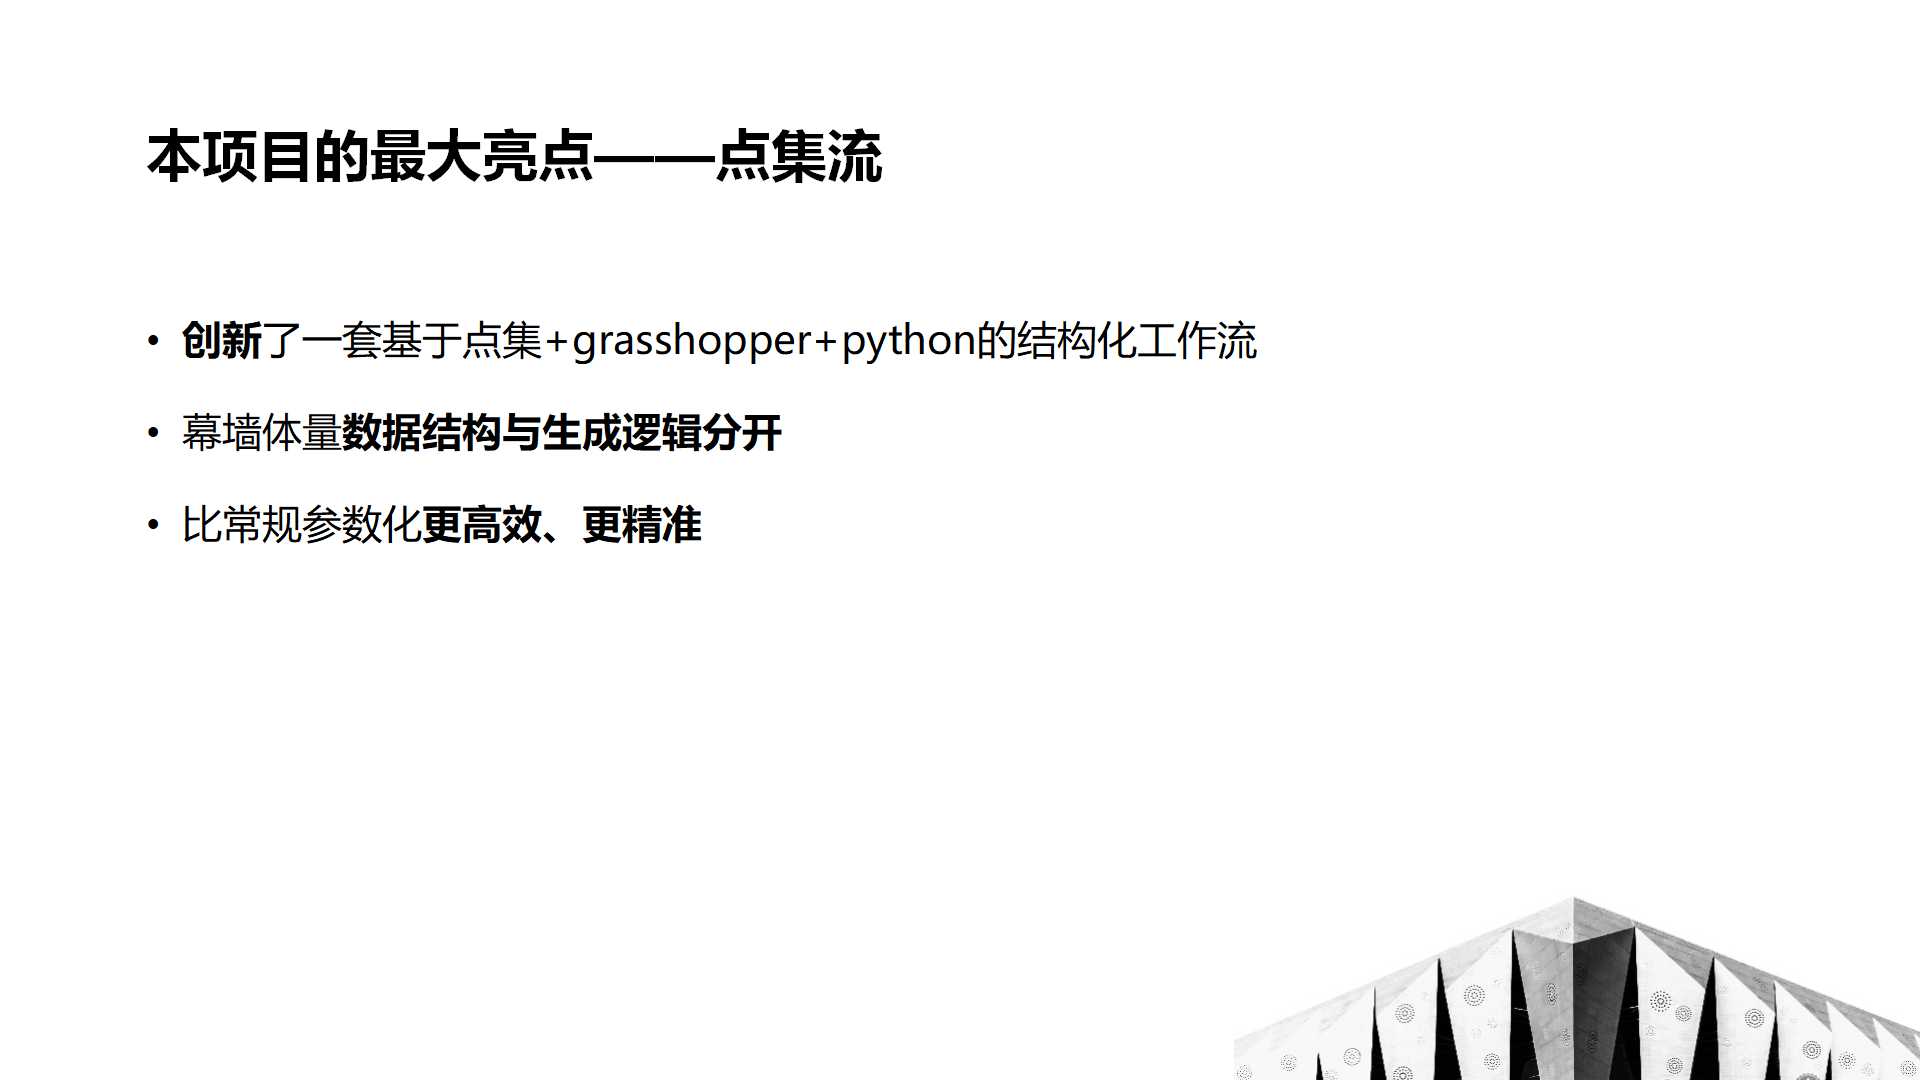 本项目的最大亮点——点集流
• 创新了一套基于点集+grasshopper+python的结构化工作流
• 幕墙体量数据结构与生成逻辑分开
• 比常规参数化更高效、更精准